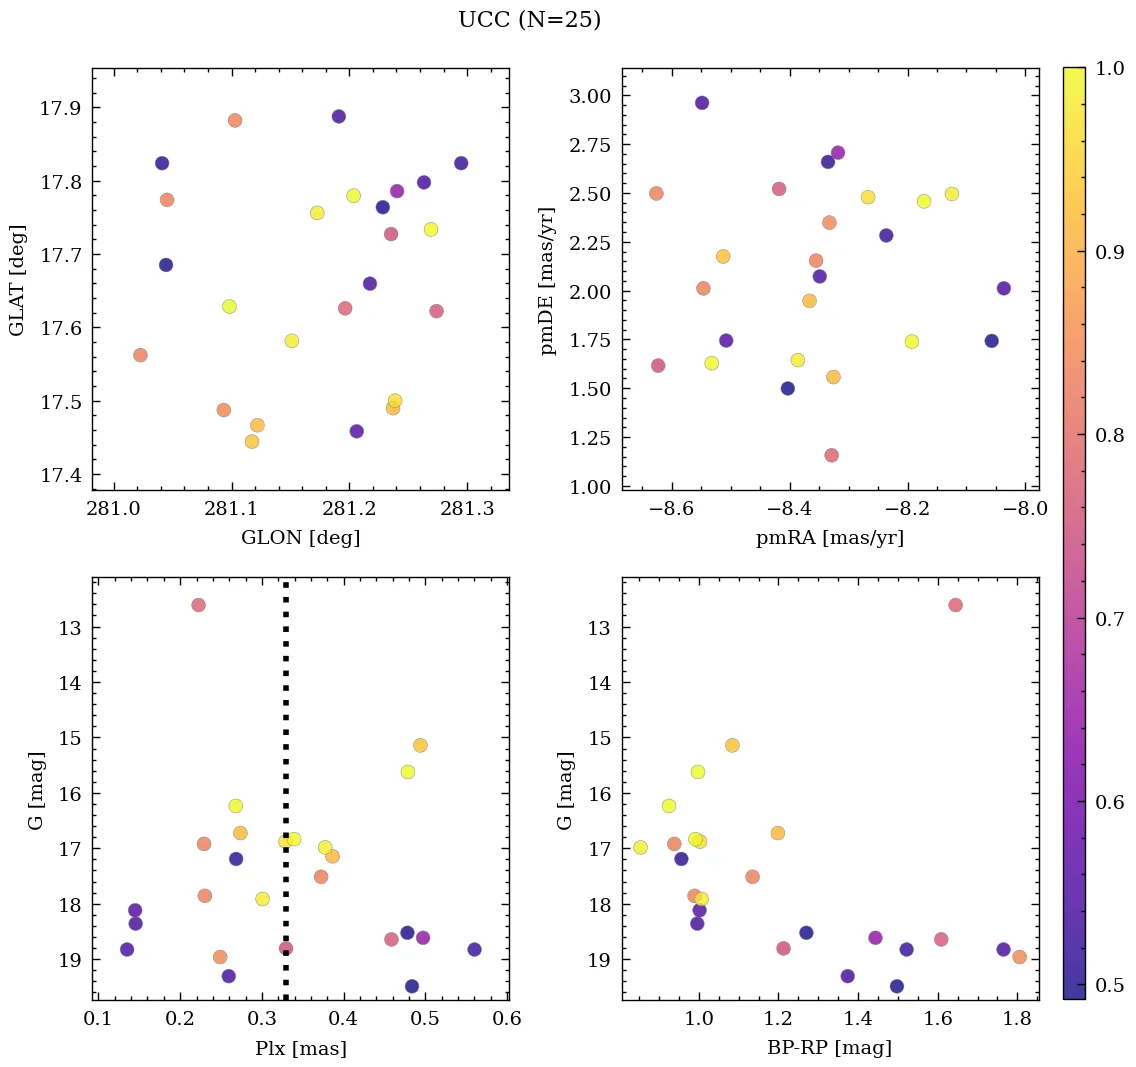 UCC (N=25)
17.9
17.8
17.7
17.6
17.5
17.4
GLAT [deg]
281.0 281.1 281.2 281.3
GLON [deg]
3.00
2.75
2.50
2.25
2.00
1.75
1.50
1.25
1.00
pmDE [mas/yr]
−8.6 −8.4 −8.2 −8.0
pmRA [mas/yr]
13
14
15
16
17
18
19
G [mag]
0.1 0.2 0.3 0.4 0.5 0.6
Plx [mas]
13
14
15
16
17
18
19
G [mag]
1.0 1.2 1.4 1.6 1.8
BP-RP [mag]
1.0
0.9
0.8
0.7
0.6
0.5